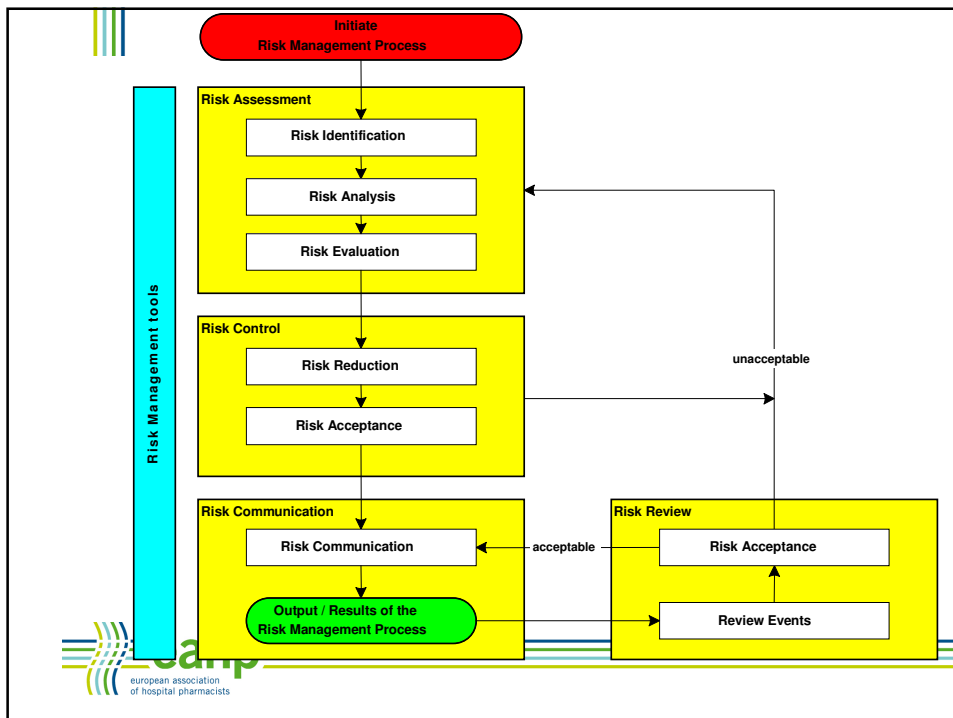 Initiate
Risk Management Process
Risk Management tools
Risk Assessment
Risk Identification
Risk Analysis
Risk Evaluation
Risk Control
Risk Reduction
Risk Acceptance
unacceptable
Risk Communication
Risk Communication
acceptable
Risk Review
Risk Acceptance
Output / Results of the
Risk Management Process
Review Events
eahp
european association
of hospital pharmacists